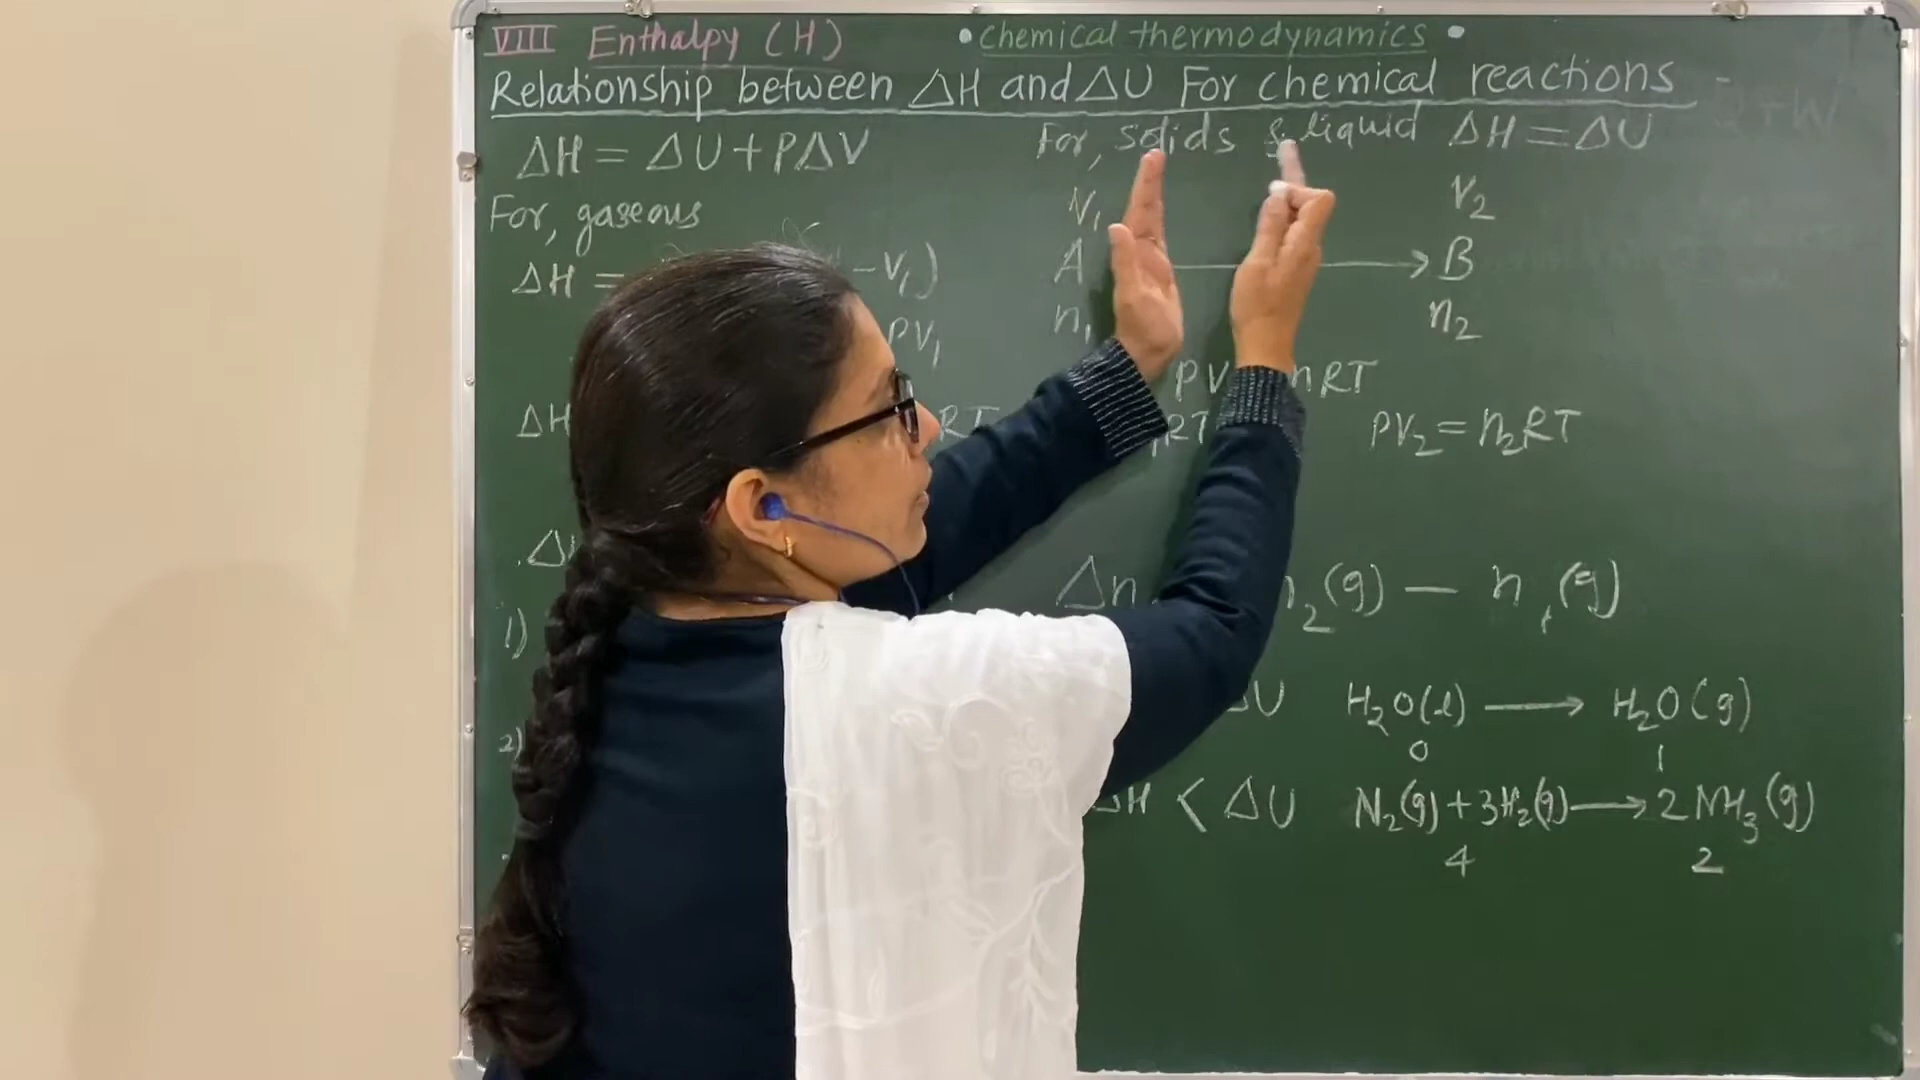 VIII Enthalpy (H) • chemical thermodynamics •
Relationship between ΔH and ΔU For chemical reactions
ΔH = ΔU + PΔV
For, solids & liquid ΔH = ΔU
For, gaseous
V₁ V₂
ΔH = - V₁)
A → B
PV₁
n₁ n₂
PV nRT
ΔH RT
RT PV₂ = n₂RT
Δn n₂(g) — n₁(g)
1)
ΔU H₂O(l) → H₂O(g)
0 1
2)
ΔH < ΔU N₂(g) + 3H₂(g) → 2NH₃(g)
4 2